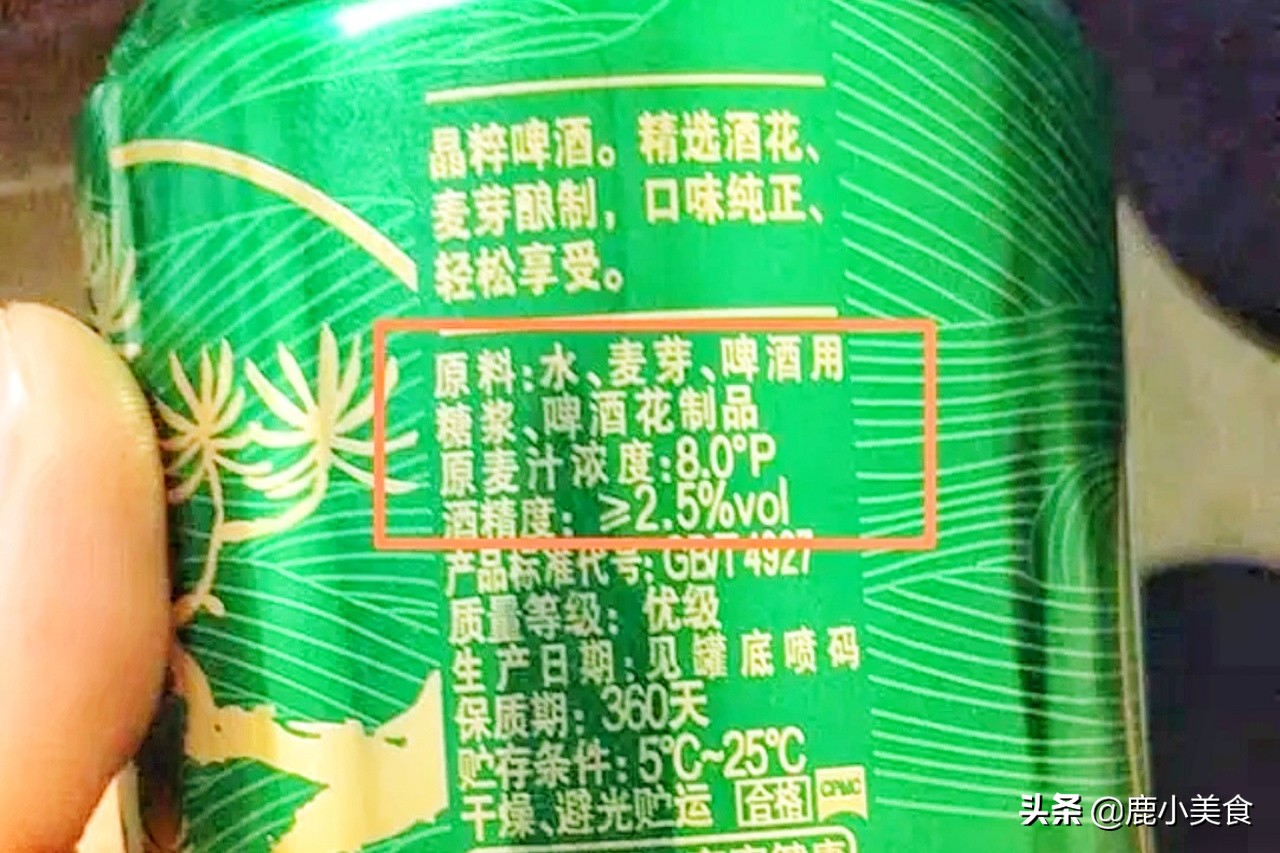 晶粹啤酒。精选酒花、
麦芽酿制，口味纯正、
轻松享受。
原料:水、麦芽、啤酒用
糖浆、啤酒花制品
原麦汁浓度:8.0°P
酒精度: ≥2.5%vol
产品标准代号: GB/T 4927
质量等级: 优级
生产日期:见罐底喷码
保质期: 360天
贮存条件: 5℃~25℃
干燥、避光贮运 合格 CPMC
头条 @鹿小美食